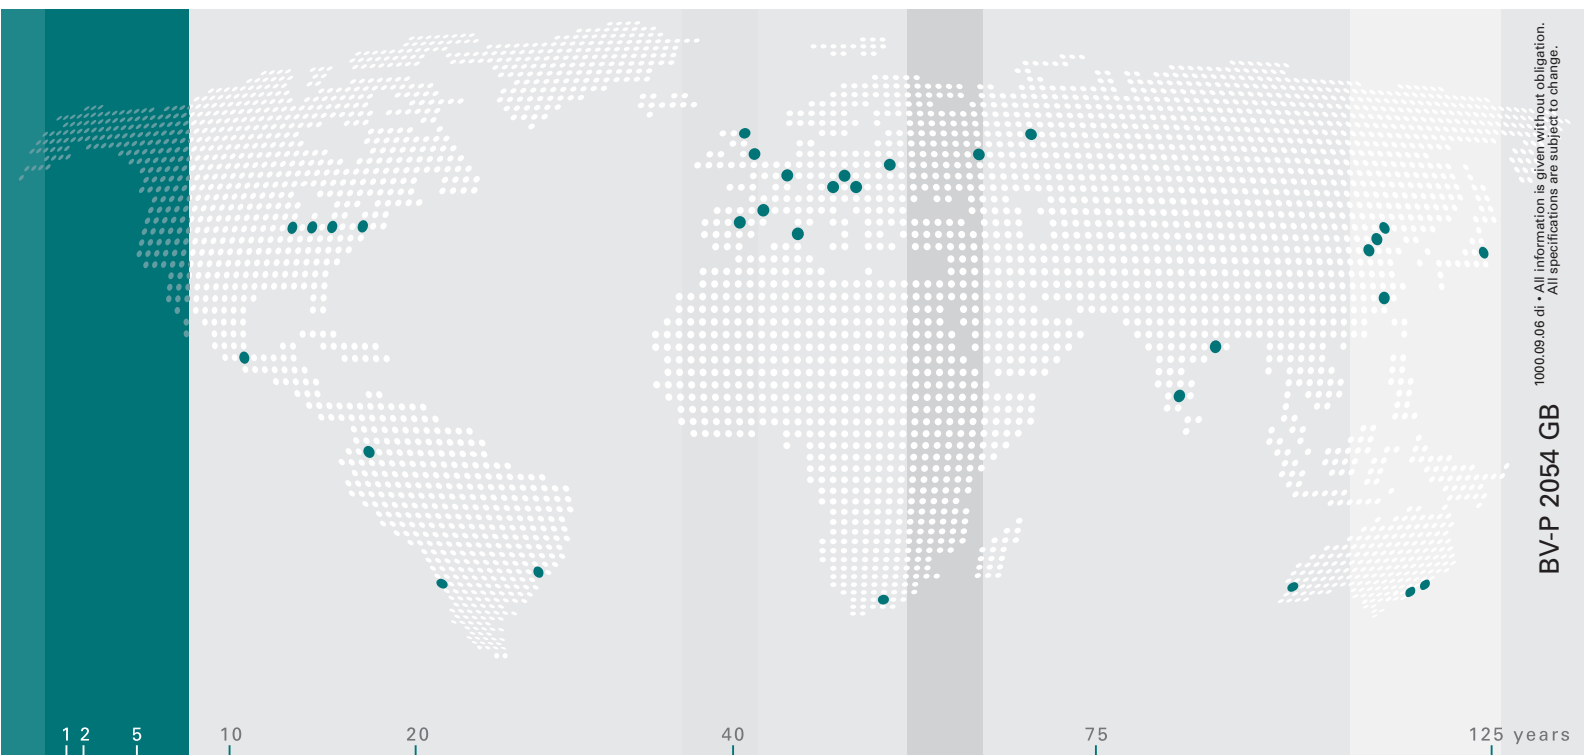 1000.09.06 di • All information is given without obligation.
All specifications are subject to change.
BV-P 2054 GB
1 2 5 10 20 40 75 125 years